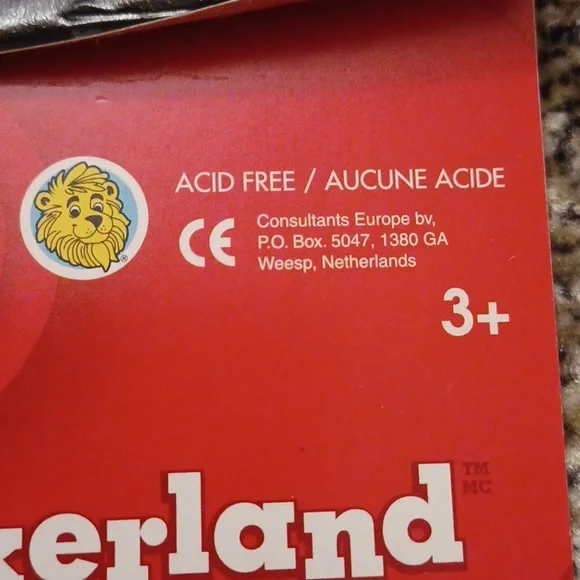 ACID FREE / AUCUNE ACIDE
®
CE
Consultants Europe bv,
P.O. Box. 5047, 1380 GA
Weesp, Netherlands
3+
kerland
TM
MC